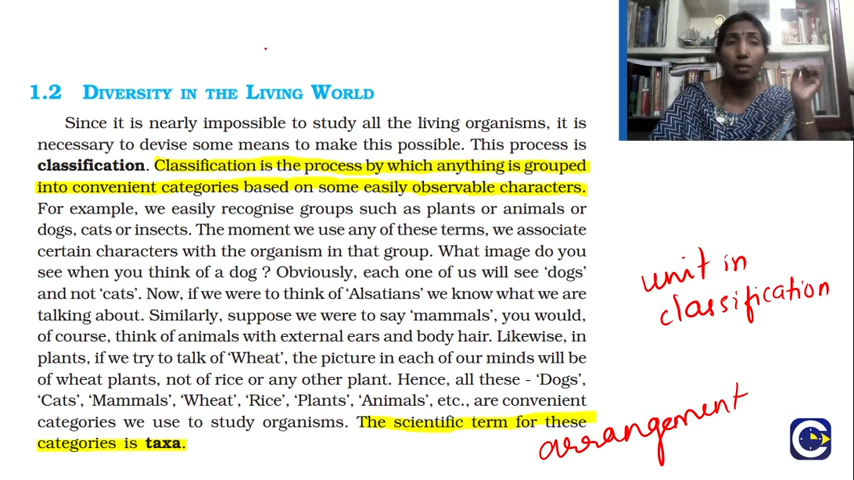 1.2 DIVERSITY IN THE LIVING WORLD
Since it is nearly impossible to study all the living organisms, it is
necessary to devise some means to make this possible. This process is
classification. Classification is the process by which anything is grouped
into convenient categories based on some easily observable characters.
For example, we easily recognise groups such as plants or animals or
dogs, cats or insects. The moment we use any of these terms, we associate
certain characters with the organism in that group. What image do you
see when you think of a dog ? Obviously, each one of us will see ‘dogs’
and not ‘cats’. Now, if we were to think of ‘Alsatians’ we know what we are
talking about. Similarly, suppose we were to say ‘mammals’, you would,
of course, think of animals with external ears and body hair. Likewise, in
plants, if we try to talk of ‘Wheat’, the picture in each of our minds will be
of wheat plants, not of rice or any other plant. Hence, all these - ‘Dogs’,
‘Cats’, ‘Mammals’, ‘Wheat’, ‘Rice’, ‘Plants’, ‘Animals’, etc., are convenient
categories we use to study organisms. The scientific term for these
categories is taxa.
unit in
classification
arrangement